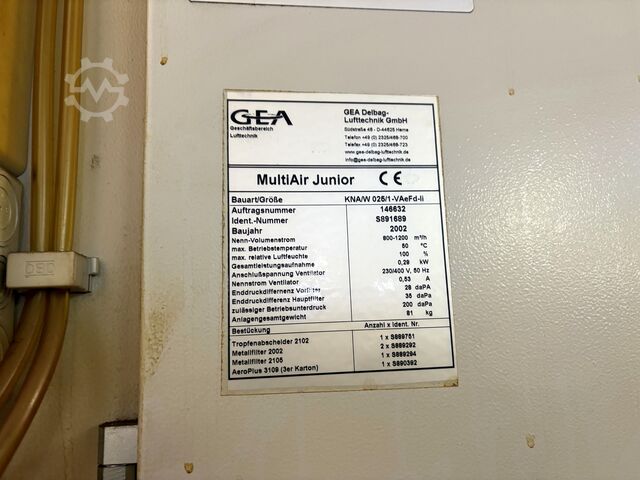 GEA
Geschäftsbereich
Lufttechnik
GEA Delbag-
Lufttechnik GmbH
Südstraße 48 - D-44625 Herne
Telefon +49 (0) 2325/468-700
Telefax +49 (0) 2325/468-723
www.gea-delbag-lufttechnik.de
info@gea-delbag-lufttechnik.de
MultiAir Junior CE
Bauart/Größe KNA/W 025/1-VAeFd-li
Auftragsnummer 146632
Ident.-Nummer S891689
Baujahr 2002
Nenn-Volumenstrom 800-1200 m³/h
max. Betriebstemperatur 50 °C
max. relative Luftfeuchte 100 %
Gesamtleistungsaufnahme 0,29 kW
Anschlußspannung Ventilator 230/400 V, 50 Hz
Nennstrom Ventilator 0,53 A
Enddruckdifferenz Vorfilter 28 daPa
Enddruckdifferenz Hauptfilter 35 daPa
zulässiger Betriebsunterdruck 200 daPa
Anlagengesamtgewicht 81 kg
Bestückung Anzahl x Ident. Nr.
Tropfenabscheider 2102 1 x S889761
Metallfilter 2002 2 x S889292
Metallfilter 2105 1 x S889294
AeroPlus 3109 (3er Karton) 1 x S890392